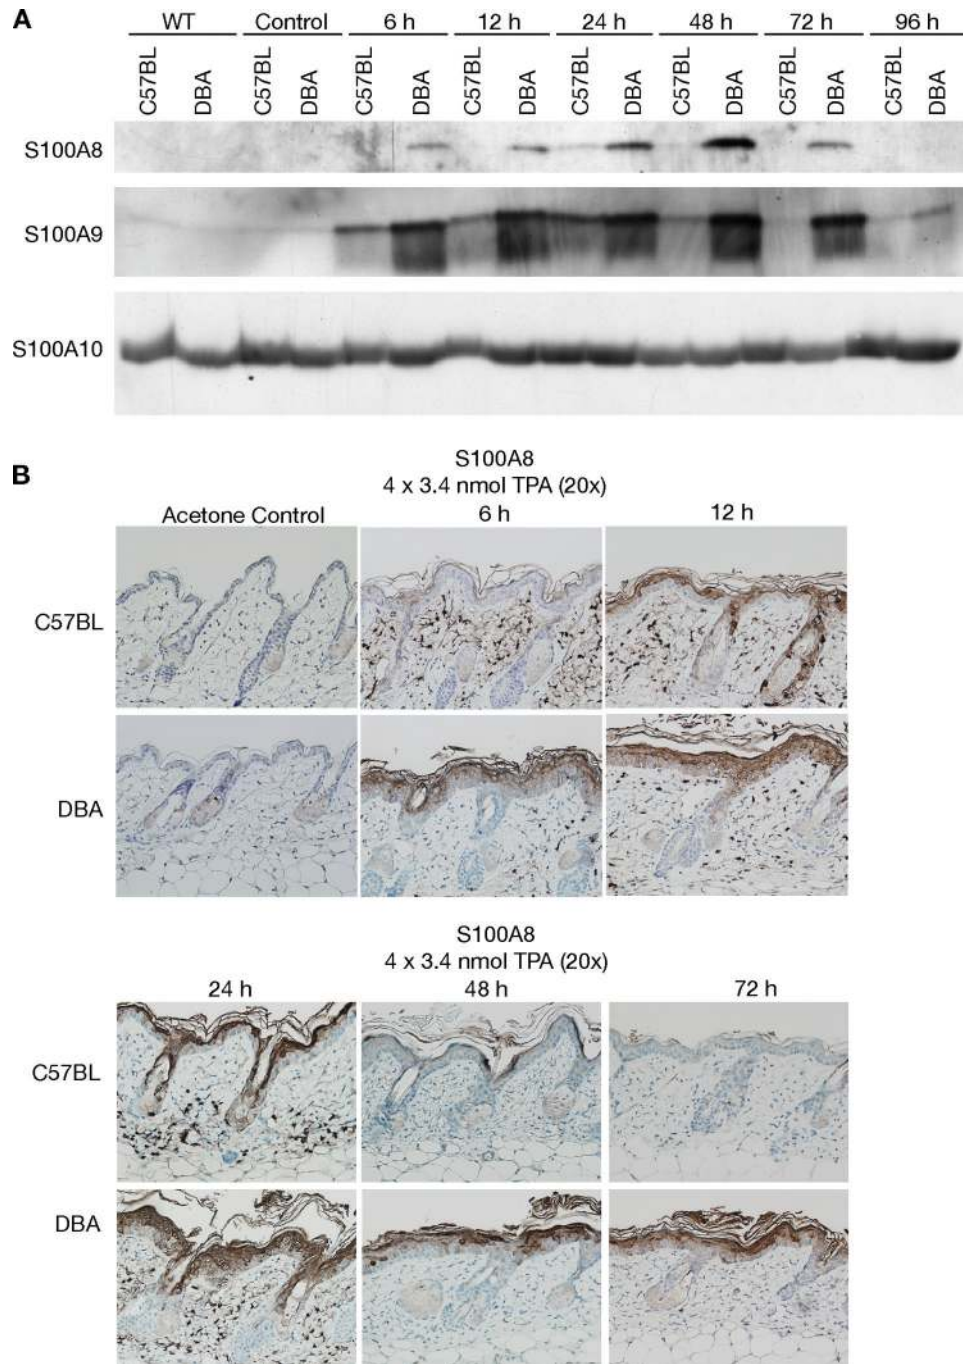 A
WT Control 6 h 12 h 24 h 48 h 72 h 96 h
C57BL DBA C57BL DBA C57BL DBA C57BL DBA C57BL DBA C57BL DBA C57BL DBA C57BL DBA
S100A8
S100A9
S100A10
B
S100A8
4 x 3.4 nmol TPA (20x)
Acetone Control 6 h 12 h
C57BL
DBA
S100A8
4 x 3.4 nmol TPA (20x)
24 h 48 h 72 h
C57BL
DBA